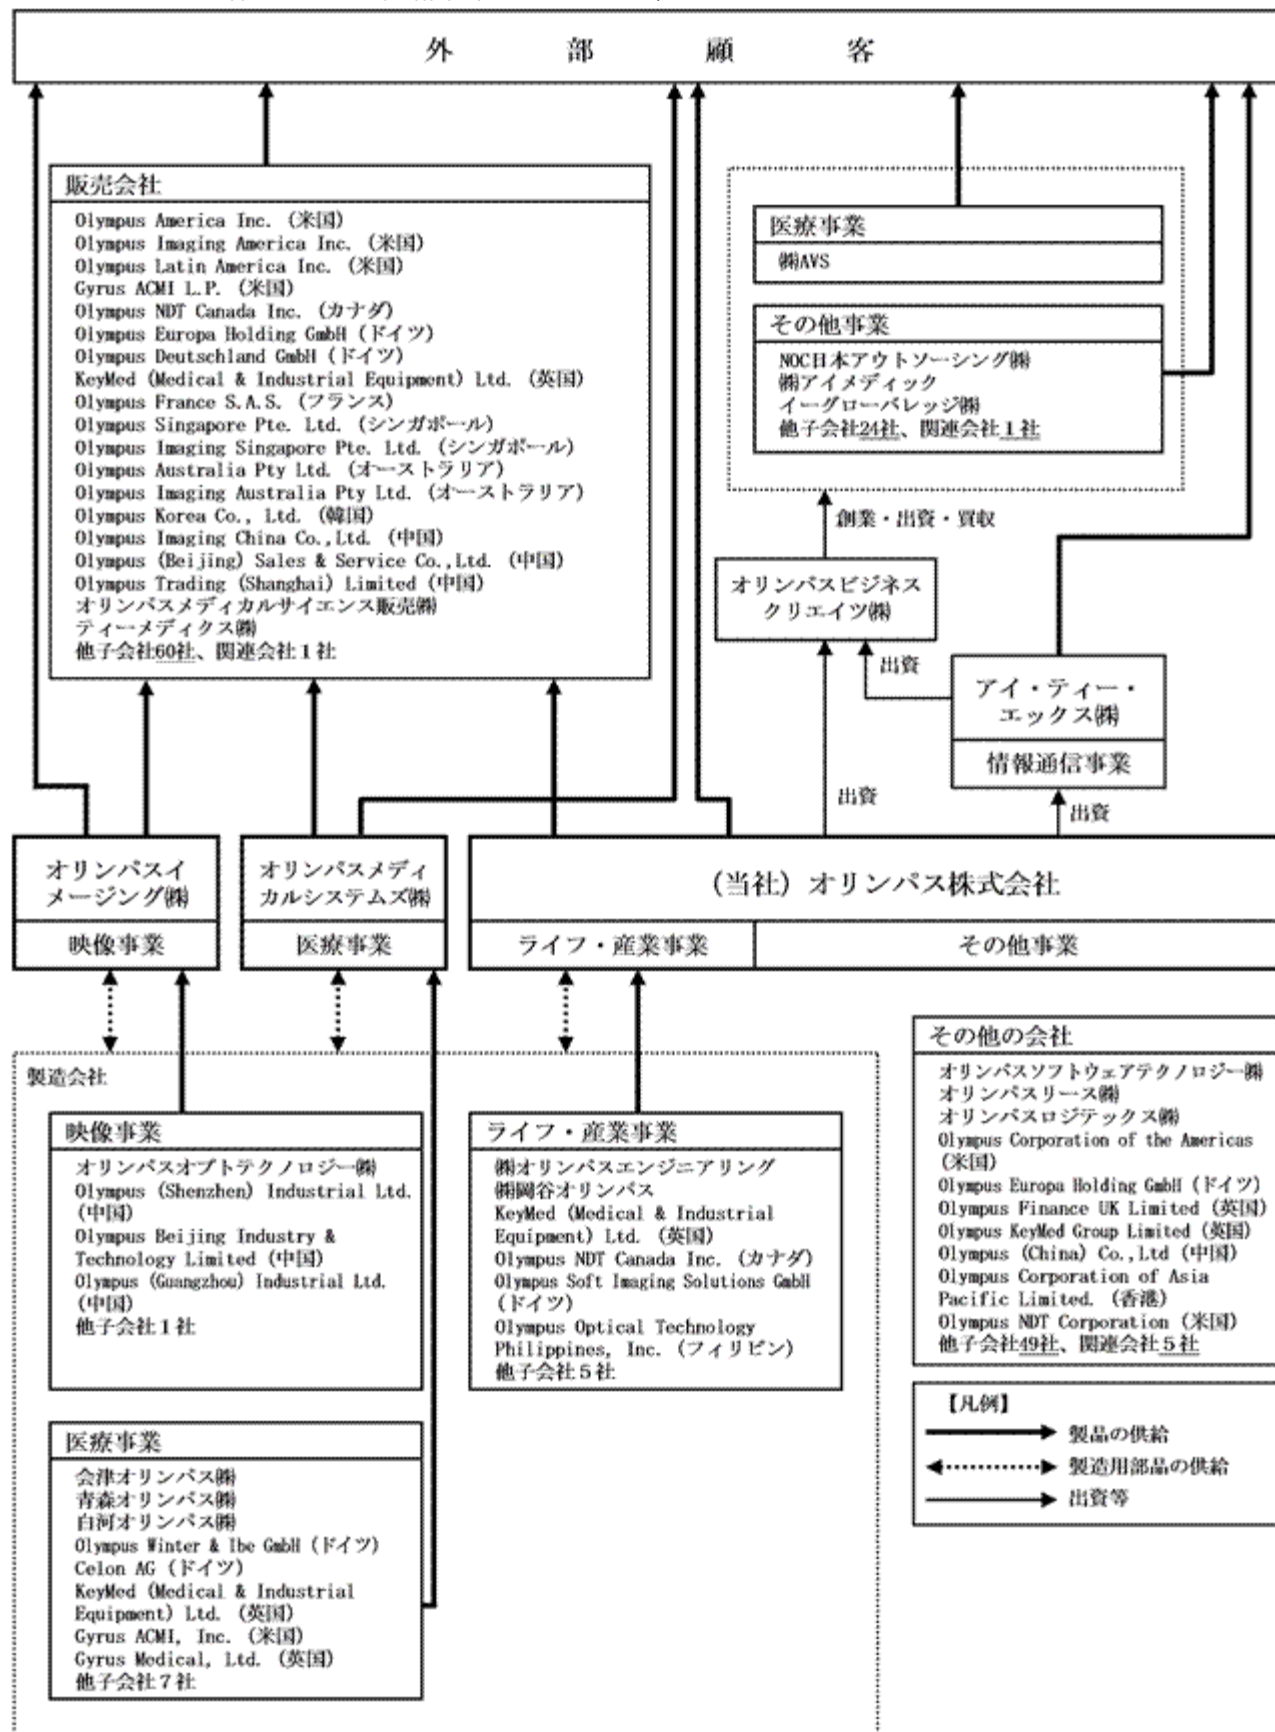 外部顧客
販売会社
Olympus America Inc. (米国)
Olympus Imaging America Inc. (米国)
Olympus Latin America Inc. (米国)
Gyrus ACMI L.P. (米国)
Olympus NDT Canada Inc. (カナダ)
Olympus Europa Holding GmbH (ドイツ)
Olympus Deutschland GmbH (ドイツ)
KeyMed (Medical & Industrial Equipment) Ltd. (英国)
Olympus France S.A.S. (フランス)
Olympus Singapore Pte. Ltd. (シンガポール)
Olympus Imaging Singapore Pte. Ltd. (シンガポール)
Olympus Australia Pty Ltd. (オーストラリア)
Olympus Imaging Australia Pty Ltd. (オーストラリア)
Olympus Korea Co., Ltd. (韓国)
Olympus Imaging China Co.,Ltd. (中国)
Olympus (Beijing) Sales & Service Co.,Ltd. (中国)
Olympus Trading (Shanghai) Limited (中国)
オリンパスメディカルサイエンス販売㈱
ティーメディクス㈱
他子会社60社、関連会社1社
医療事業
㈱AVS
その他事業
NOC日本アウトソーシング㈱
㈱アイメディック
イーグローバレッジ㈱
他子会社24社、関連会社1社
創業・出資・買収
オリンパスビジネス
クリエイツ㈱
出資
アイ・ティー・
エックス㈱
情報通信事業
出資
出資
オリンパスイ
メージング㈱
映像事業
オリンパスメディ
カルシステムズ㈱
医療事業
(当社) オリンパス株式会社
ライフ・産業事業
その他事業
製造会社
映像事業
オリンパスオプトテクノロジー㈱
Olympus (Shenzhen) Industrial Ltd.
(中国)
Olympus Beijing Industry &
Technology Limited (中国)
Olympus (Guangzhou) Industrial Ltd.
(中国)
他子会社1社
ライフ・産業事業
㈱オリンパスエンジニアリング
㈱岡谷オリンパス
KeyMed (Medical & Industrial
Equipment) Ltd. (英国)
Olympus NDT Canada Inc. (カナダ)
Olympus Soft Imaging Solutions GmbH
(ドイツ)
Olympus Optical Technology
Philippines, Inc. (フィリピン)
他子会社5社
医療事業
会津オリンパス㈱
青森オリンパス㈱
白河オリンパス㈱
Olympus Winter & Ibe GmbH (ドイツ)
Celon AG (ドイツ)
KeyMed (Medical & Industrial
Equipment) Ltd. (英国)
Gyrus ACMI, Inc. (米国)
Gyrus Medical, Ltd. (英国)
他子会社7社
その他の会社
オリンパスソフトウェアテクノロジー㈱
オリンパスリース㈱
オリンパスロジテックス㈱
Olympus Corporation of the Americas
(米国)
Olympus Europa Holding GmbH (ドイツ)
Olympus Finance UK Limited (英国)
Olympus KeyMed Group Limited (英国)
Olympus (China) Co.,Ltd (中国)
Olympus Corporation of Asia
Pacific Limited. (香港)
Olympus NDT Corporation (米国)
他子会社49社、関連会社5社
【凡例】
製品の供給
製造用部品の供給
出資等